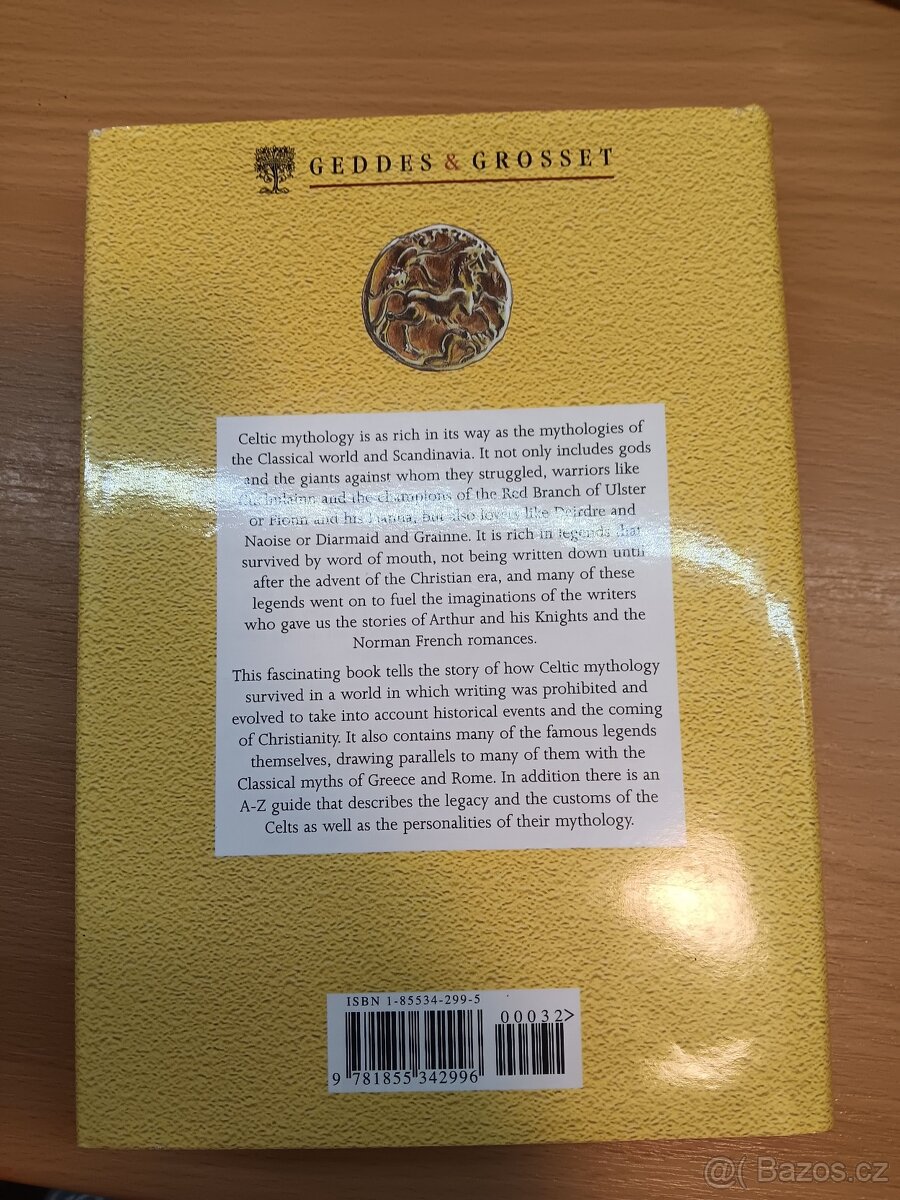 GEDDES & GROSSET
Celtic mythology is as rich in its way as the mythologies of
the Classical world and Scandinavia. It not only includes gods
and the giants against whom they struggled, warriors like
and the champions of the Red Branch of Ulster
or Fionn and his Fianna, but also lovers like Deirdre and
Naoise or Diarmaid and Grainne. It is rich in legends that
survived by word of mouth, not being written down until
after the advent of the Christian era, and many of these
legends went on to fuel the imaginations of the writers
who gave us the stories of Arthur and his Knights and the
Norman French romances.
This fascinating book tells the story of how Celtic mythology
survived in a world in which writing was prohibited and
evolved to take into account historical events and the coming
of Christianity. It also contains many of the famous legends
themselves, drawing parallels to many of them with the
Classical myths of Greece and Rome. In addition there is an
A-Z guide that describes the legacy and the customs of the
Celts as well as the personalities of their mythology.
ISBN 1-85534-299-5
00032>
9 781855 342996
@( Bazos.cz